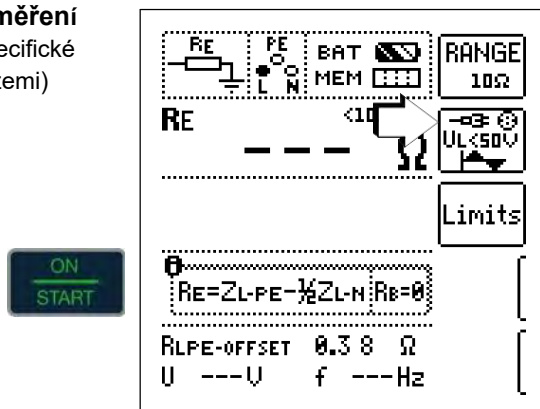 měření
ecifické
zemi)
ON
START
RE
PE
L N
BAT
MEM
RANGE
10Ω
RE
<10
--- Ω
UL<50V
Limits
RE=ZL-PE-½ZL-N RB=0
RLPE-OFFSET 0.38 Ω
U ---V f ---Hz